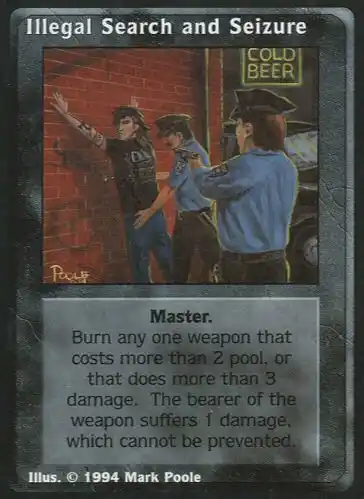 Illegal Search and Seizure
COLD
BEER
POOLE
Master.
Burn any one weapon that
costs more than 2 pool, or
that does more than 3
damage. The bearer of the
weapon suffers 1 damage,
which cannot be prevented.
Illus. © 1994 Mark Poole